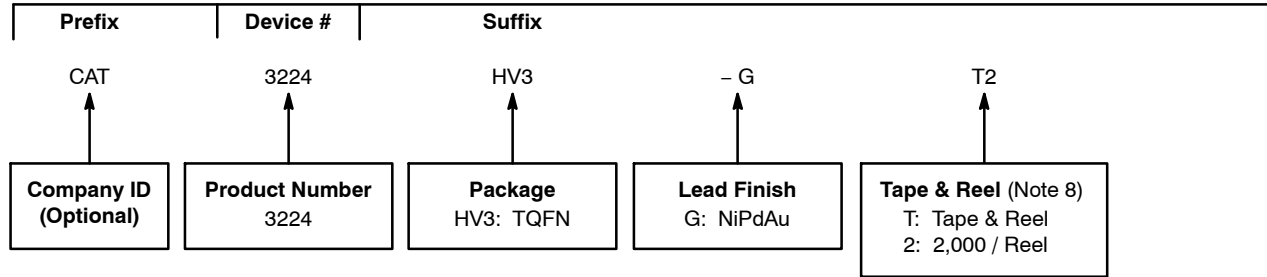 Prefix Device # Suffix
CAT 3224 HV3 – G T2
Company ID
(Optional)
Product Number
3224
Package
HV3: TQFN
Lead Finish
G: NiPdAu
Tape & Reel (Note 8)
T: Tape & Reel
2: 2,000 / Reel